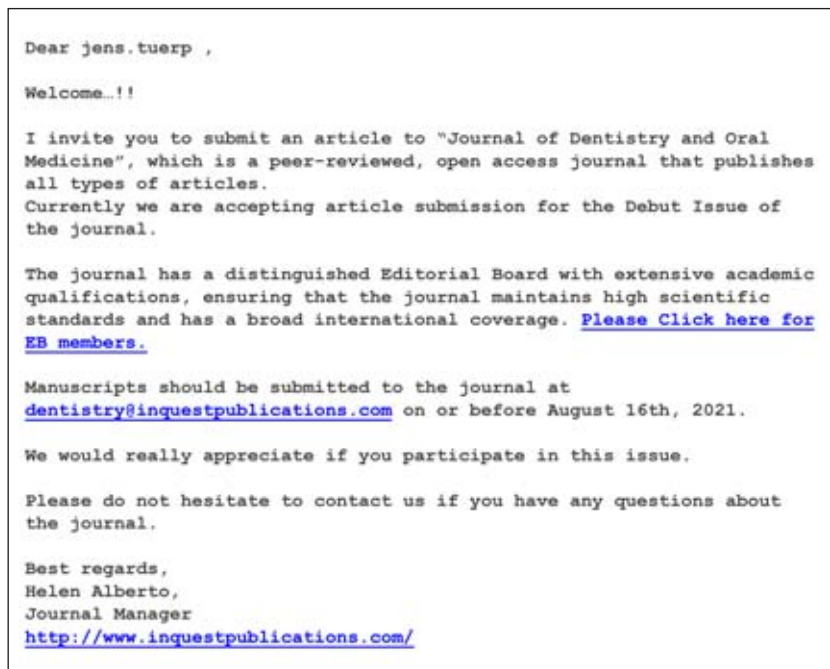 Dear jens.tuerp ,
Welcome…!!
I invite you to submit an article to “Journal of Dentistry and Oral
Medicine”, which is a peer-reviewed, open access journal that publishes
all types of articles.
Currently we are accepting article submission for the Debut Issue of
the journal.
The journal has a distinguished Editorial Board with extensive academic
qualifications, ensuring that the journal maintains high scientific
standards and has a broad international coverage. Please Click here for
EB members.
Manuscripts should be submitted to the journal at
dentistry@inquestpublications.com on or before August 16th, 2021.
We would really appreciate if you participate in this issue.
Please do not hesitate to contact us if you have any questions about
the journal.
Best regards,
Helen Alberto,
Journal Manager
http://www.inquestpublications.com/